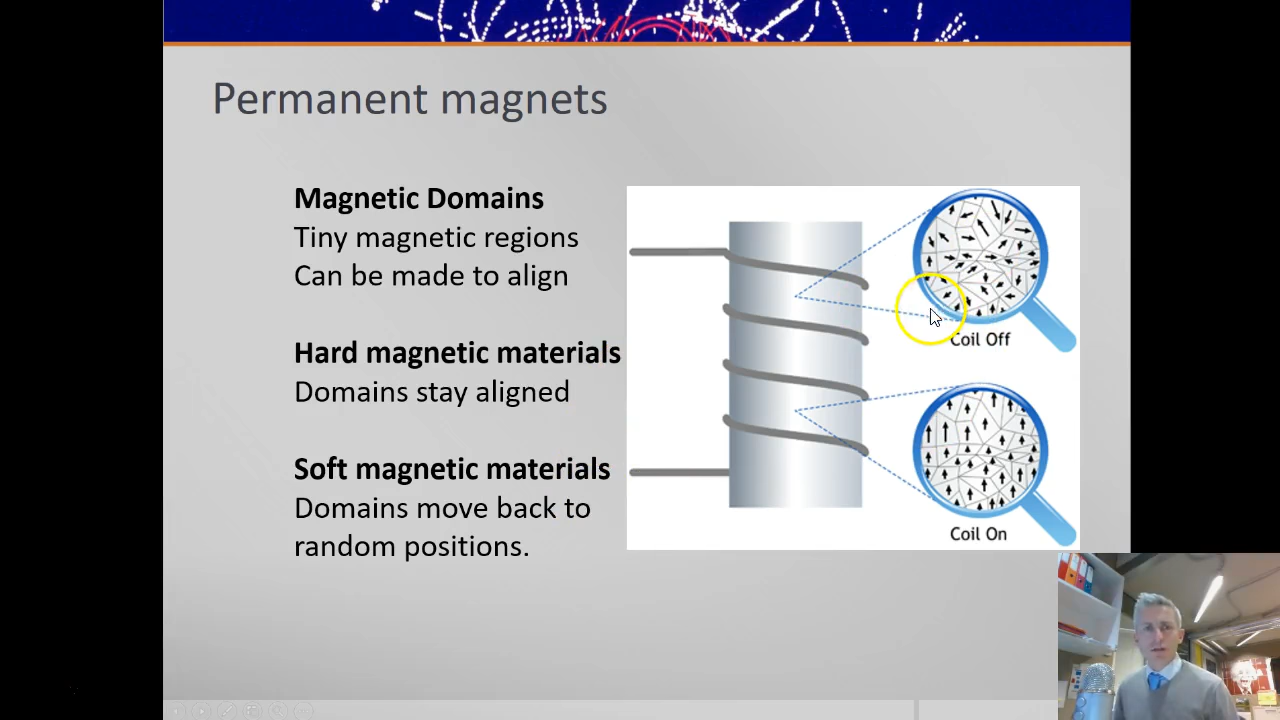 Permanent magnets
Magnetic Domains
Tiny magnetic regions
Can be made to align
Hard magnetic materials
Domains stay aligned
Soft magnetic materials
Domains move back to
random positions.
Coil Off
Coil On